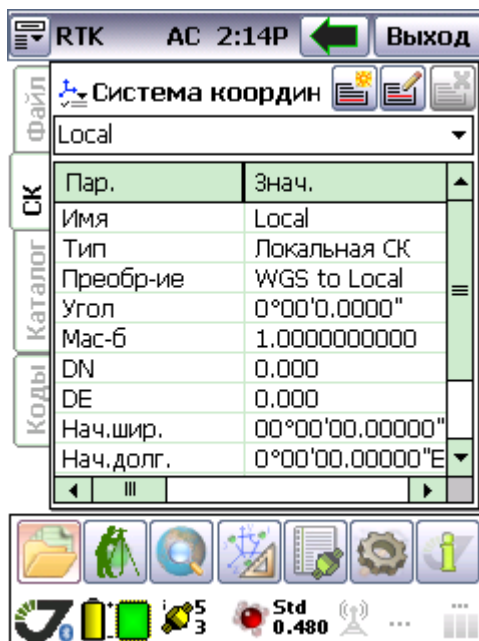 RTK AC 2:14P Выход
Файл
СК
Каталог
Коды
Система координ
Local
Пар. Знач.
Имя Local
Тип Локальная СК
Преобр-ие WGS to Local
Угол 0°00'0.0000"
Мас-б 1.0000000000
DN 0.000
DE 0.000
Нач.шир. 00°00'00.00000"
Нач.долг. 0°00'00.00000"E
5
3
Std
0.480